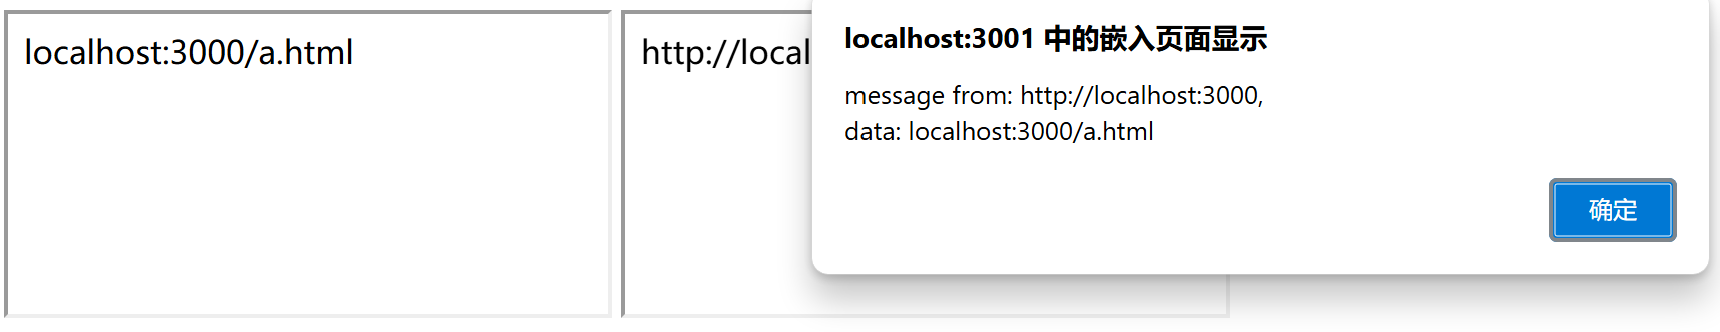 localhost:3000/a.html
http://local
localhost:3001 中的嵌入页面显示
message from: http://localhost:3000,
data: localhost:3000/a.html
确定